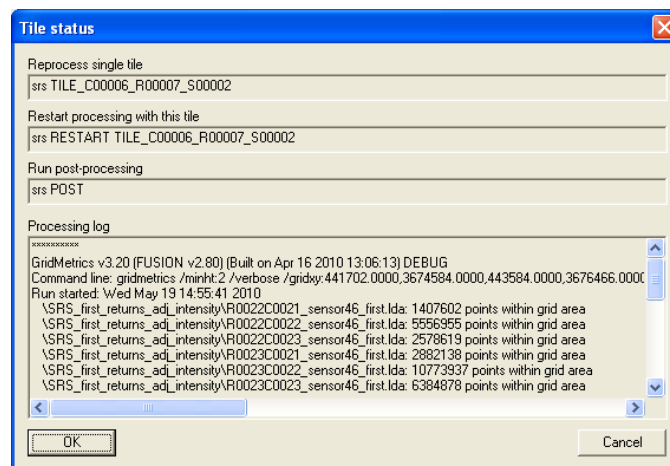 Tile status
Reprocess single tile
srs TILE_C00006_R00007_S00002
Restart processing with this tile
srs RESTART TILE_C00006_R00007_S00002
Run post-processing
srs POST
Processing log
**********
GridMetrics v3.20 (FUSION v2.80) (Built on Apr 16 2010 13:06:13) DEBUG
Command line: gridmetrics /minht:2 /verbose /gridxy:441702.0000,3674584.0000,443584.0000,3676466.0000
Run started: Wed May 19 14:55:41 2010
\SRS_first_returns_adj_intensity\R0022C0021_sensor46_first.lda: 1407602 points within grid area
\SRS_first_returns_adj_intensity\R0022C0022_sensor46_first.lda: 5556955 points within grid area
\SRS_first_returns_adj_intensity\R0022C0023_sensor46_first.lda: 2578619 points within grid area
\SRS_first_returns_adj_intensity\R0023C0021_sensor46_first.lda: 2882138 points within grid area
\SRS_first_returns_adj_intensity\R0023C0022_sensor46_first.lda: 10773937 points within grid area
\SRS_first_returns_adj_intensity\R0023C0023_sensor46_first.lda: 6384878 points within grid area
OK Cancel